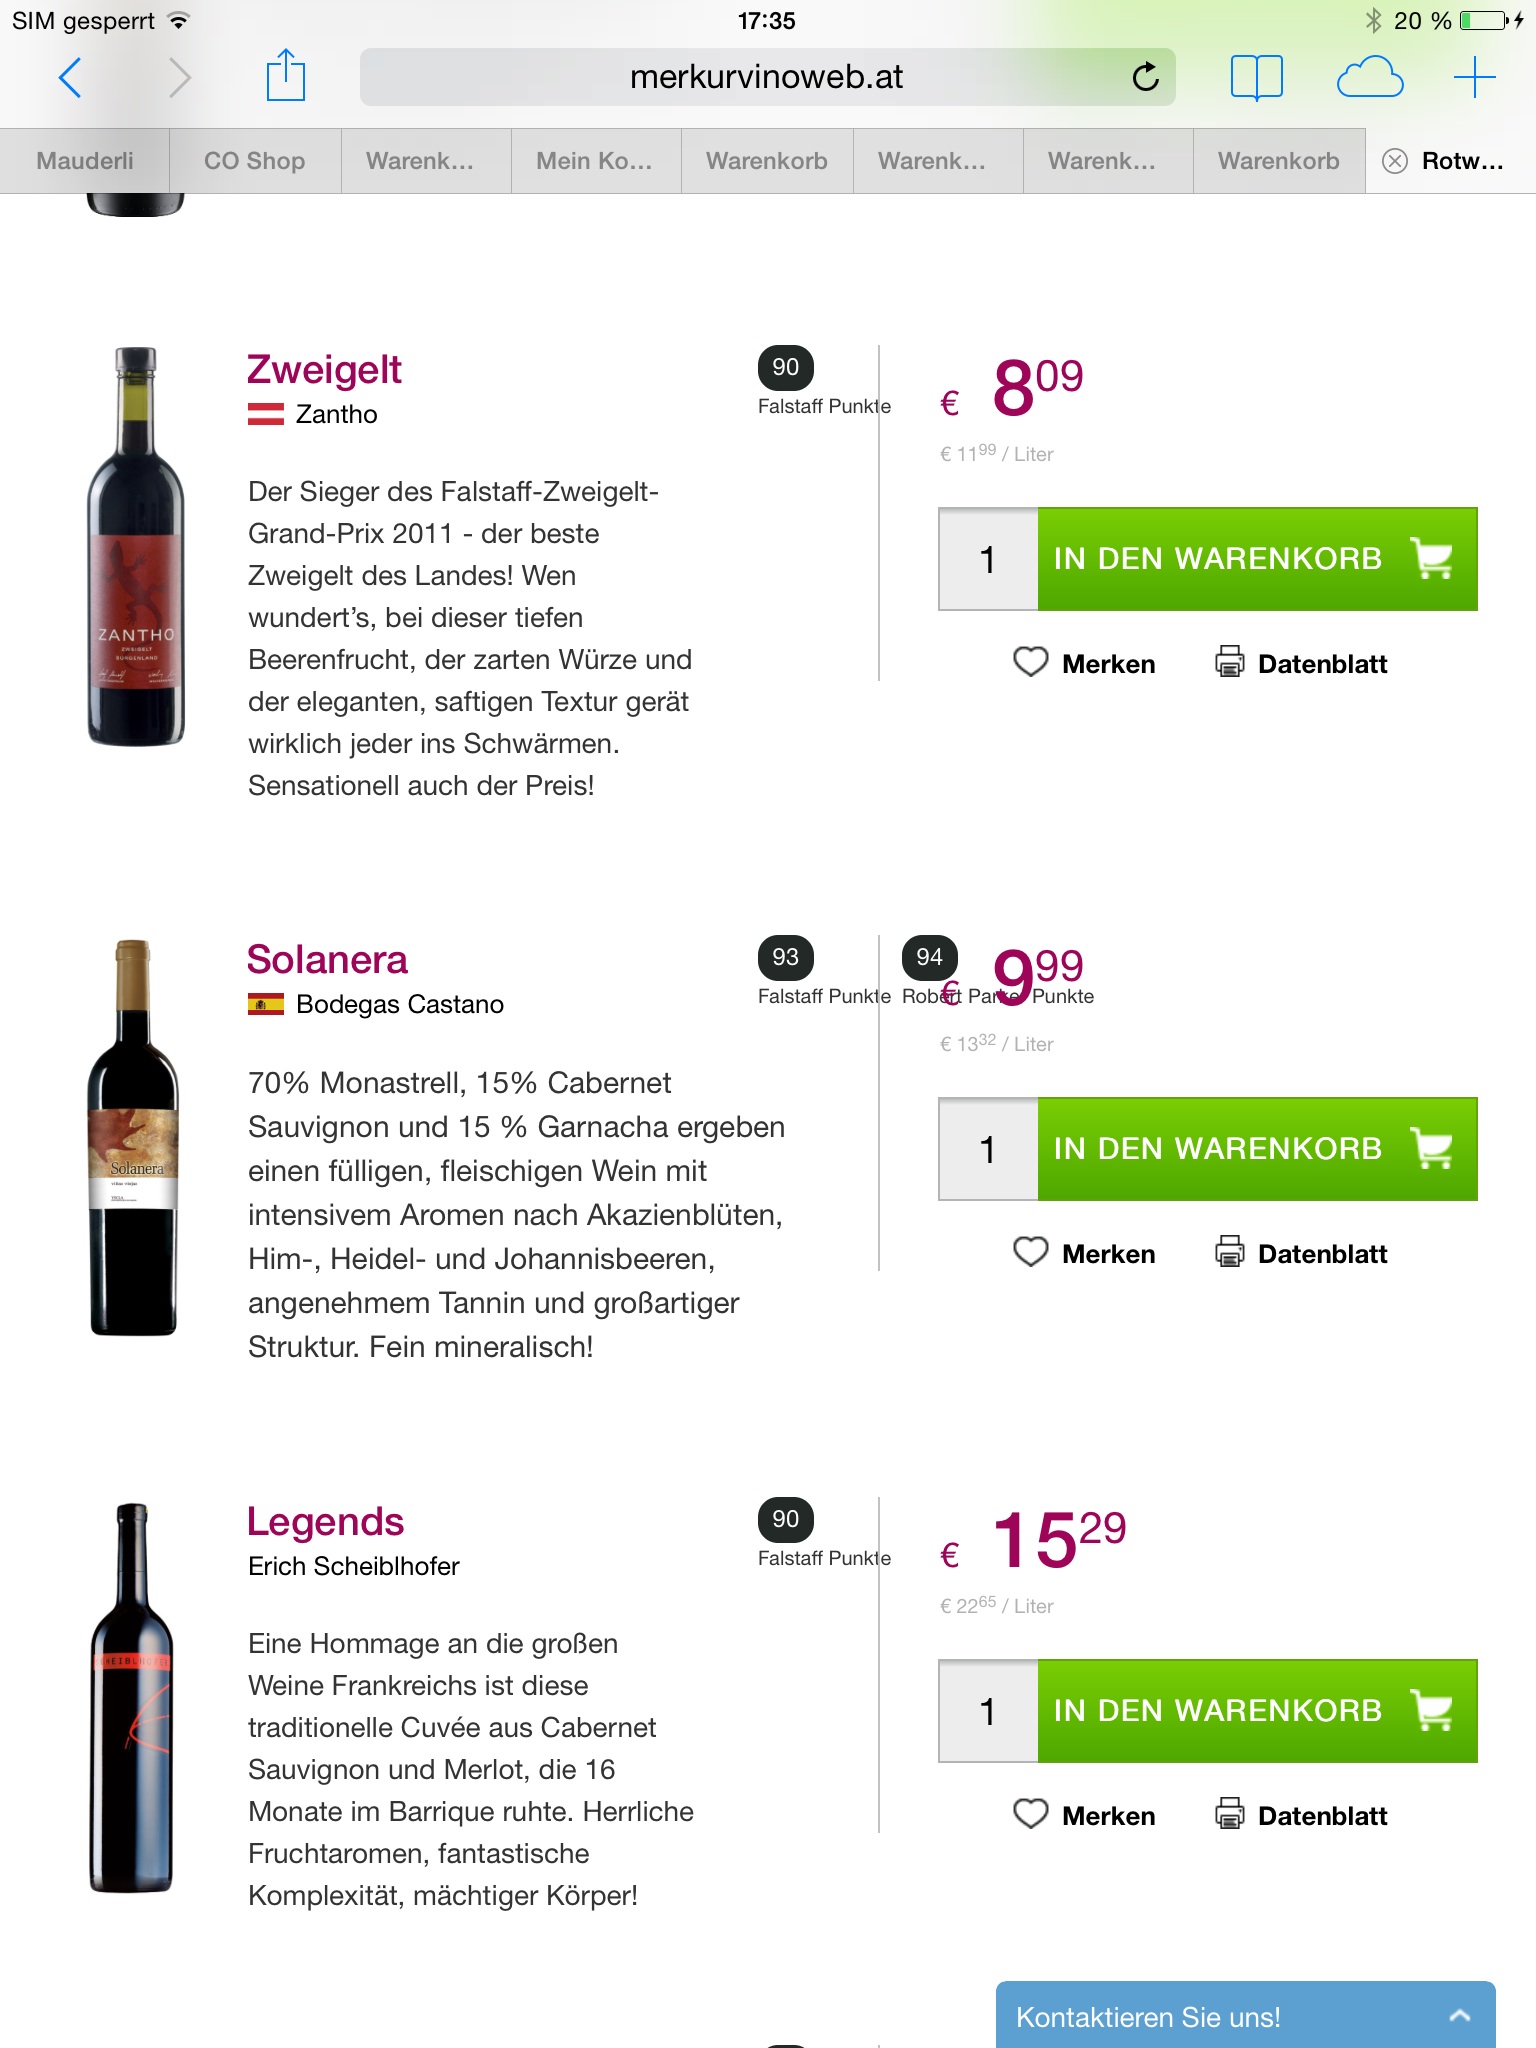 SIM gesperrt
17:35
20 %
merkurvinoweb.at
Mauderli
CO Shop
Warenk...
Mein Ko...
Warenkorb
Warenk...
Warenk...
Warenkorb
Rotw...
Zweigelt
Zantho
90
Falstaff Punkte
€ 8 09
€ 11 99 / Liter
Der Sieger des Falstaff-Zweigelt-
Grand-Prix 2011 - der beste
Zweigelt des Landes! Wen
wundert’s, bei dieser tiefen
Beerenfrucht, der zarten Würze und
der eleganten, saftigen Textur gerät
wirklich jeder ins Schwärmen.
Sensationell auch der Preis!
1
IN DEN WARENKORB
Merken
Datenblatt
ZANTHO
ZWEIGELT
BURGENLAND
Solanera
Bodegas Castano
93
Falstaff Punkte
94
Robert Parker Punkte
€ 9 99
€ 13 32 / Liter
70% Monastrell, 15% Cabernet
Sauvignon und 15 % Garnacha ergeben
einen fülligen, fleischigen Wein mit
intensivem Aromen nach Akazienblüten,
Him-, Heidel- und Johannisbeeren,
angenehmem Tannin und großartiger
Struktur. Fein mineralisch!
1
IN DEN WARENKORB
Merken
Datenblatt
Solanera
Legends
Erich Scheiblhofer
90
Falstaff Punkte
€ 15 29
€ 22 65 / Liter
Eine Hommage an die großen
Weine Frankreichs ist diese
traditionelle Cuvée aus Cabernet
Sauvignon und Merlot, die 16
Monate im Barrique ruhte. Herrliche
Fruchtaromen, fantastische
Komplexität, mächtiger Körper!
1
IN DEN WARENKORB
Merken
Datenblatt
Kontaktieren Sie uns!